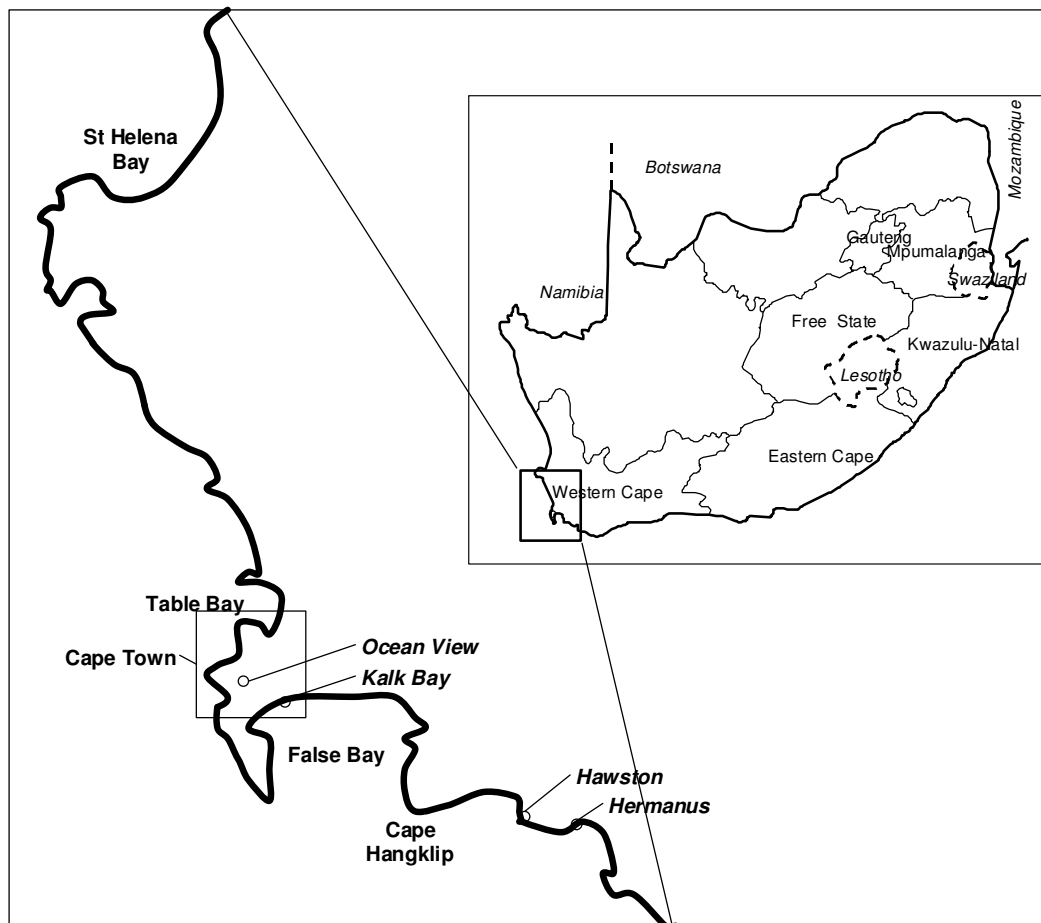 St Helena
Bay
Mozambique
Botswana
Gauteng
Mpumalanga
Swaziland
Namibia
Free State
Kwazulu-Natal
Lesotho
Eastern Cape
Western Cape
Table Bay
Cape Town
Ocean View
Kalk Bay
False Bay
Hawston
Hermanus
Cape
Hangklip